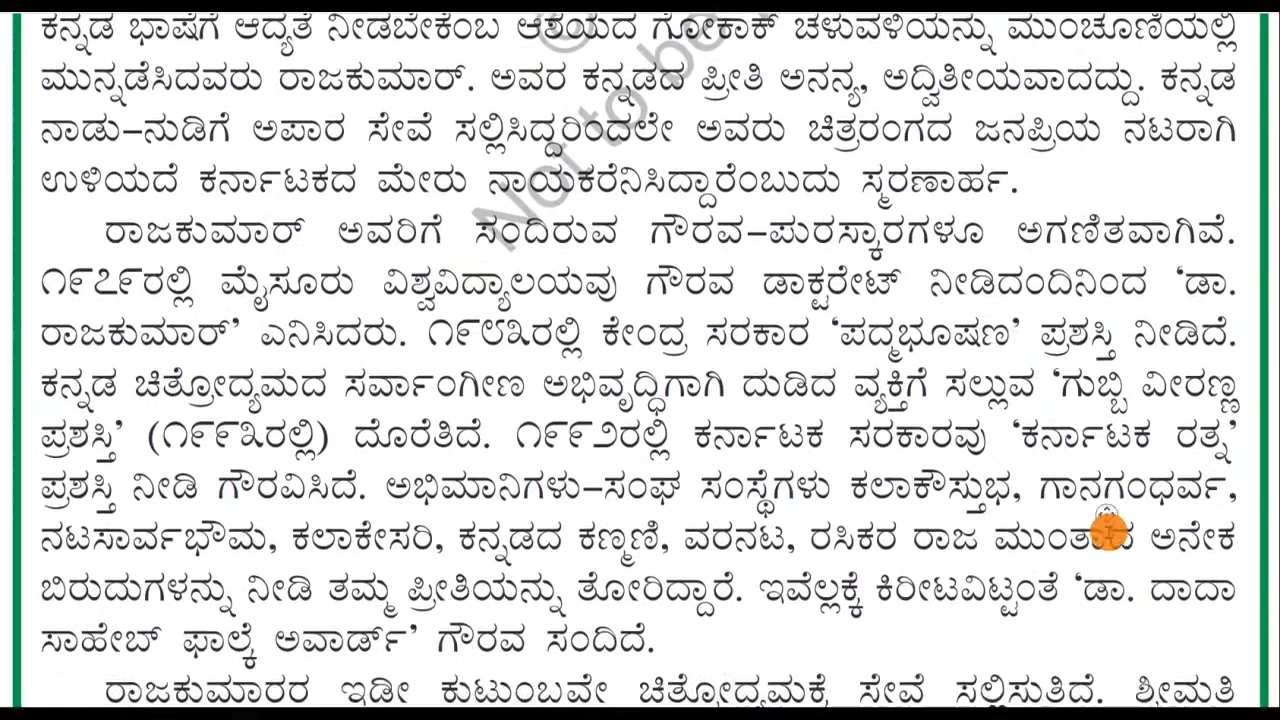 ಕನ್ನಡ ಭಾಷೆಗೆ ಆದ್ಯತೆ ನೀಡಬೇಕೆಂಬ ಆಶಯದ ಗೋಕಾಕ್ ಚಳುವಳಿಯನ್ನು ಮುಂಚೂಣಿಯಲ್ಲಿ
ಮುನ್ನಡೆಸಿದವರು ರಾಜಕುಮಾರ್. ಅವರ ಕನ್ನಡದ ಪ್ರೀತಿ ಅನನ್ಯ, ಅದ್ವಿತೀಯವಾದದ್ದು. ಕನ್ನಡ
ನಾಡು–ನುಡಿಗೆ ಅಪಾರ ಸೇವೆ ಸಲ್ಲಿಸಿದ್ದರಿಂದಲೇ ಅವರು ಚಿತ್ರರಂಗದ ಜನಪ್ರಿಯ ನಟರಾಗಿ
ಉಳಿಯದೆ ಕರ್ನಾಟಕದ ಮೇರು ನಾಯಕರೆನಿಸಿದ್ದಾರೆಂಬುದು ಸ್ಮರಣಾರ್ಹ.
ರಾಜಕುಮಾರ್ ಅವರಿಗೆ ಸಂದಿರುವ ಗೌರವ–ಪುರಸ್ಕಾರಗಳೂ ಅಗಣಿತವಾಗಿವೆ.
೧೯೭೯ರಲ್ಲಿ ಮೈಸೂರು ವಿಶ್ವವಿದ್ಯಾಲಯವು ಗೌರವ ಡಾಕ್ಟರೇಟ್ ನೀಡಿದಂದಿನಿಂದ ‘ಡಾ.
ರಾಜಕುಮಾರ್’ ಎನಿಸಿದರು. ೧೯೮೩ರಲ್ಲಿ ಕೇಂದ್ರ ಸರಕಾರ ‘ಪದ್ಮಭೂಷಣ’ ಪ್ರಶಸ್ತಿ ನೀಡಿದೆ.
ಕನ್ನಡ ಚಿತ್ರೋದ್ಯಮದ ಸರ್ವಾಂಗೀಣ ಅಭಿವೃದ್ಧಿಗಾಗಿ ದುಡಿದ ವ್ಯಕ್ತಿಗೆ ಸಲ್ಲುವ ‘ಗುಬ್ಬಿ ವೀರಣ್ಣ
ಪ್ರಶಸ್ತಿ’ (೧೯೯೩ರಲ್ಲಿ) ದೊರೆತಿದೆ. ೧೯೯೨ರಲ್ಲಿ ಕರ್ನಾಟಕ ಸರಕಾರವು ‘ಕರ್ನಾಟಕ ರತ್ನ’
ಪ್ರಶಸ್ತಿ ನೀಡಿ ಗೌರವಿಸಿದೆ. ಅಭಿಮಾನಿಗಳು–ಸಂಘ ಸಂಸ್ಥೆಗಳು ಕಲಾಕೌಸ್ತುಭ, ಗಾನಗಂಧರ್ವ,
ನಟಸಾರ್ವಭೌಮ, ಕಲಾಕೇಸರಿ, ಕನ್ನಡದ ಕಣ್ಮಣಿ, ವರನಟ, ರಸಿಕರ ರಾಜ ಮುಂತಾದ ಅನೇಕ
ಬಿರುದುಗಳನ್ನು ನೀಡಿ ತಮ್ಮ ಪ್ರೀತಿಯನ್ನು ತೋರಿದ್ದಾರೆ. ಇವೆಲ್ಲಕ್ಕೆ ಕಿರೀಟವಿಟ್ಟಂತೆ ‘ಡಾ. ದಾದಾ
ಸಾಹೇಬ್ ಫಾಲ್ಕೆ ಅವಾರ್ಡ್’ ಗೌರವ ಸಂದಿದೆ.
ರಾಜಕುಮಾರರ ಇಡೀ ಕುಟುಂಬವೇ ಚಿತ್ರೋದ್ಯಮಕ್ಕೆ ಸೇವೆ ಸಲ್ಲಿಸುತ್ತಿದೆ. ಶ್ರೀಮತಿ
© Not to be